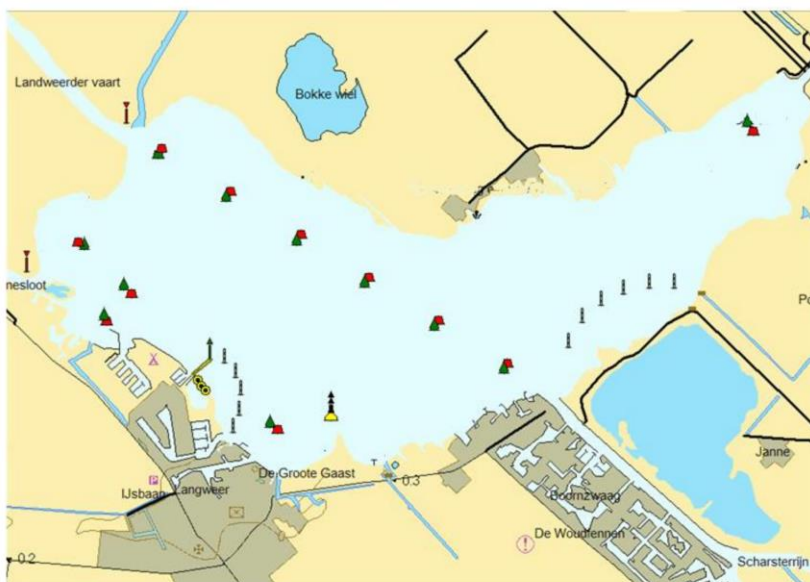 Landweerder vaart
Bokke wiel
nesloot
De Groote Gaast
IJsbaan
Langweer
0.3
Boornzwaag
De Woudfennen
Janne
Scharsterrijn
0.2
P